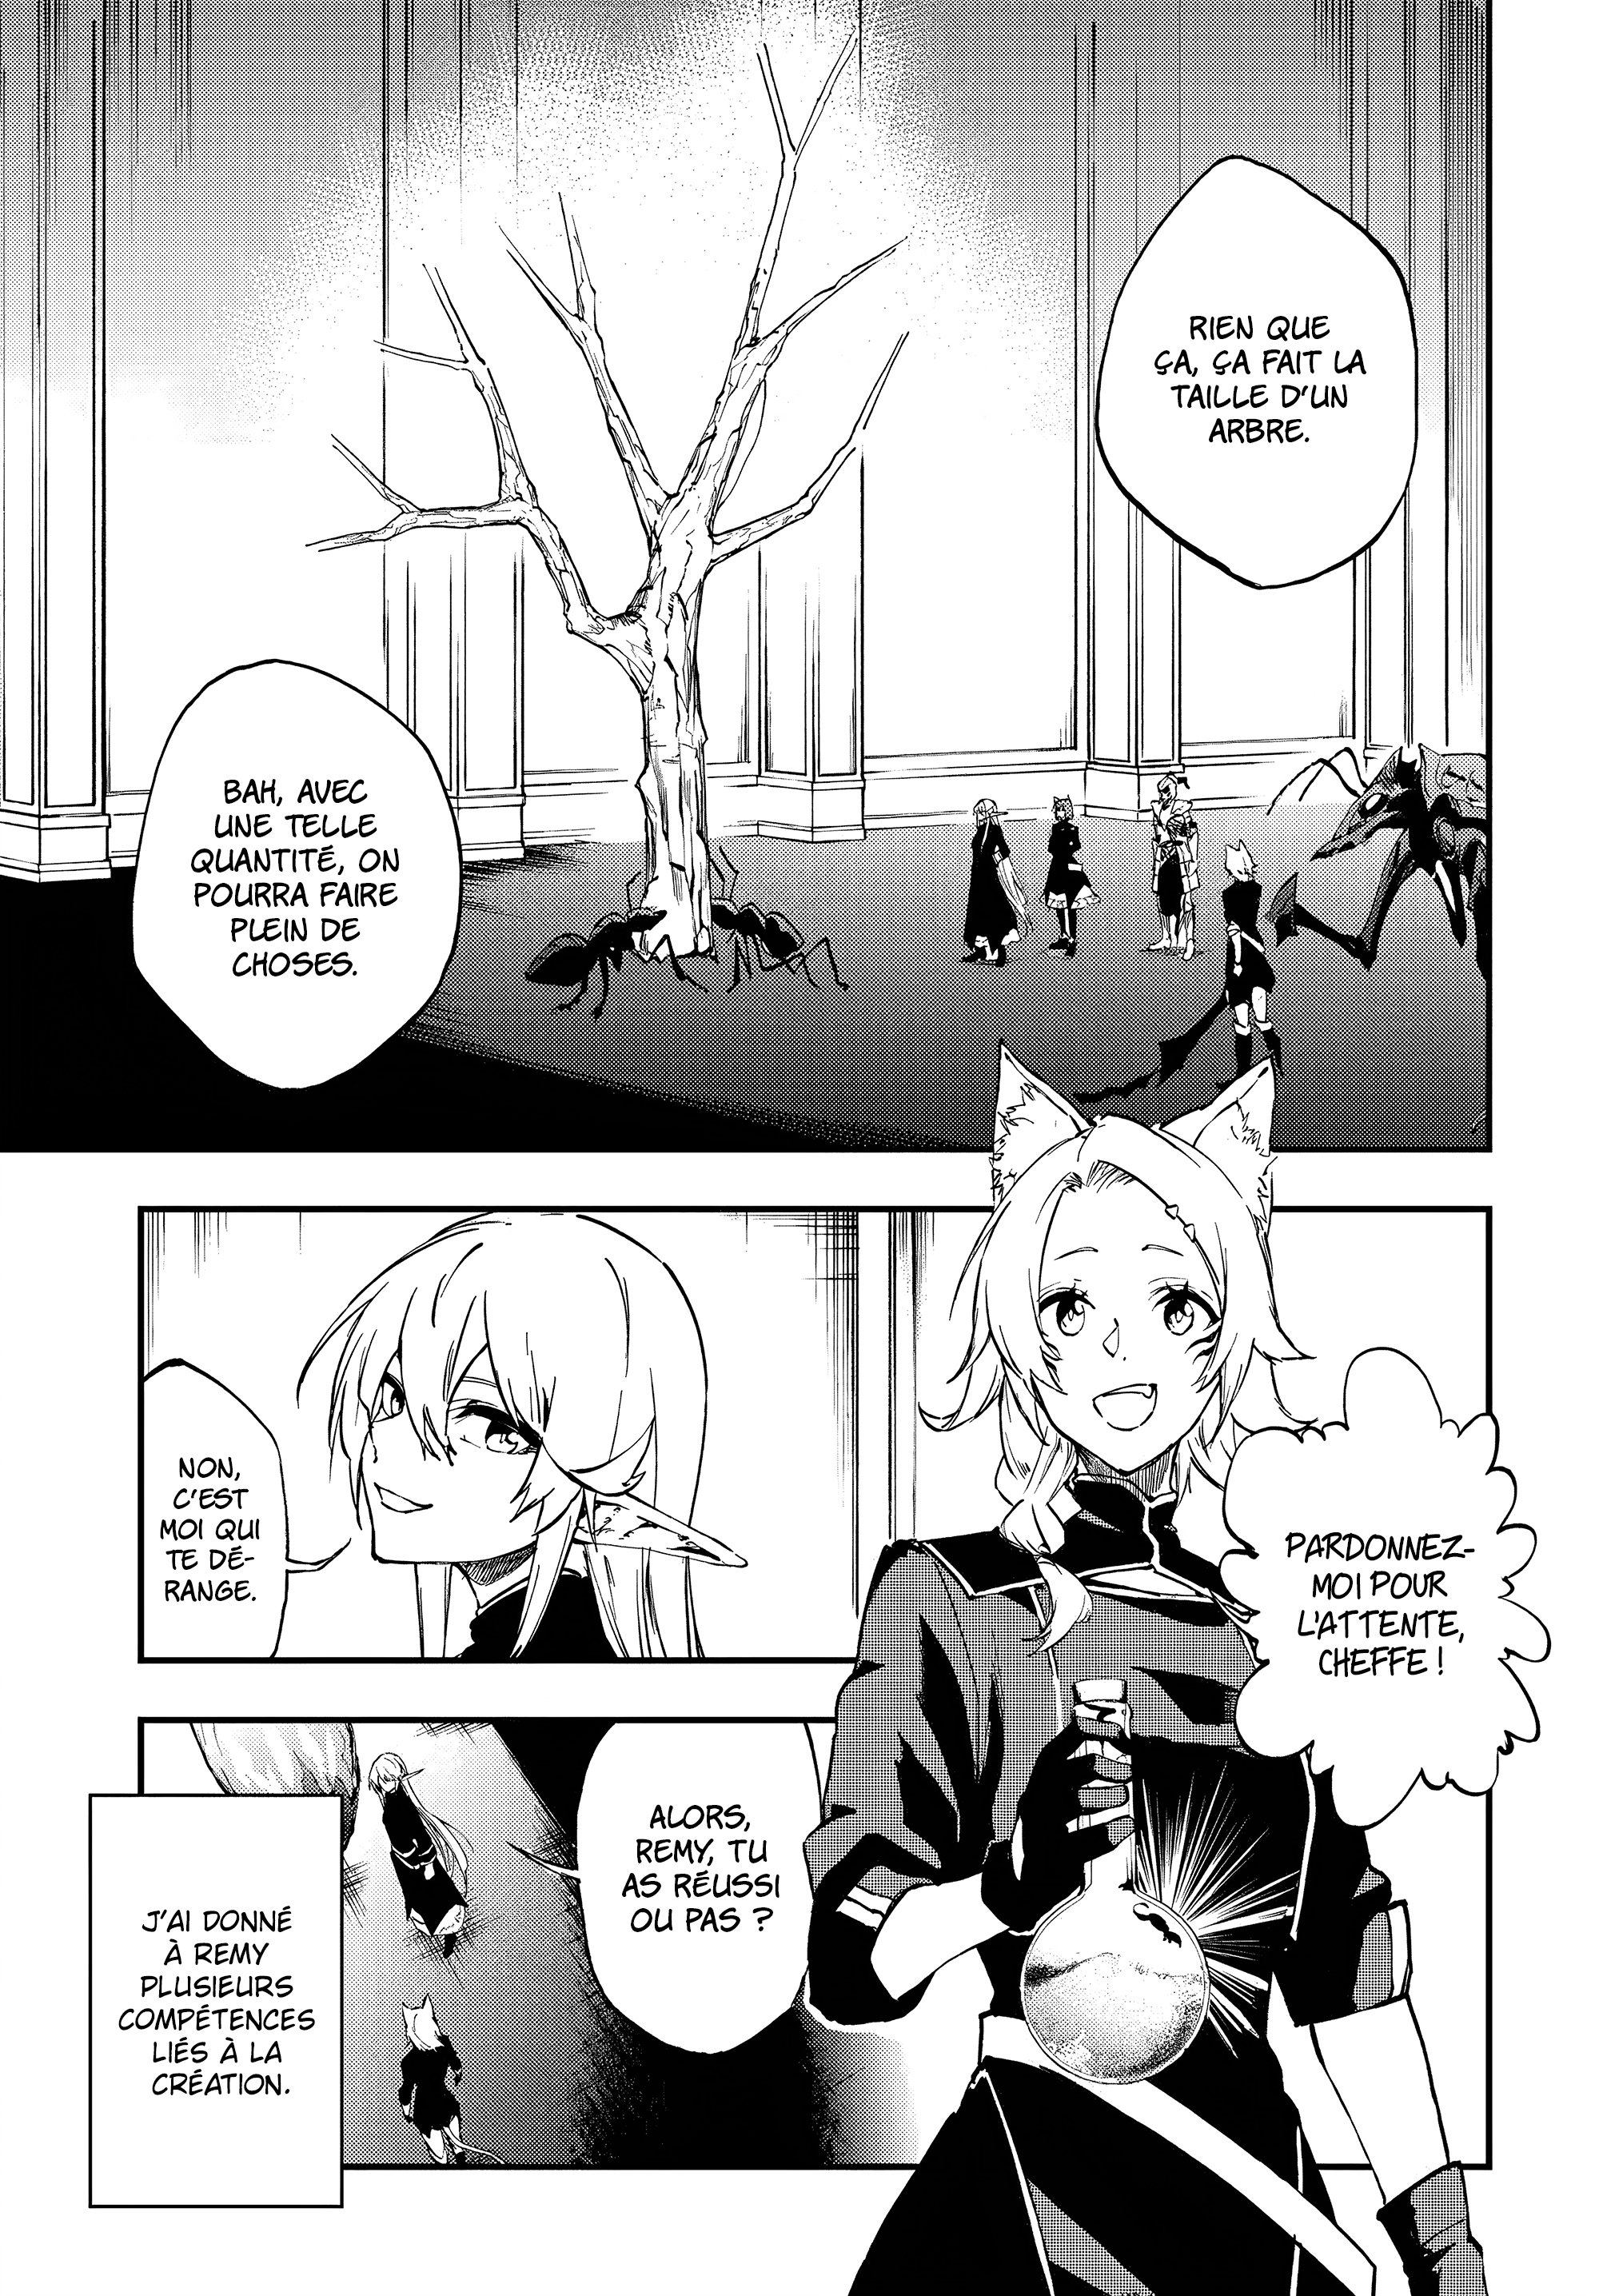 RIEN QUE
ÇA, ÇA FAIT LA
TAILLE D'UN
ARBRE.
BAH, AVEC
UNE TELLE
QUANTITÉ, ON
POURRA FAIRE
PLEIN DE
CHOSES.
PARDONNEZ-
MOI POUR
L'ATTENTE,
CHEFFE !
NON,
C'EST
MOI QUI
TE DÉ-
RANGE.
ALORS,
REMY, TU
AS RÉUSSI
OU PAS ?
J'AI DONNÉ
À REMY
PLUSIEURS
COMPÉTENCES
LIÉS À LA
CRÉATION.